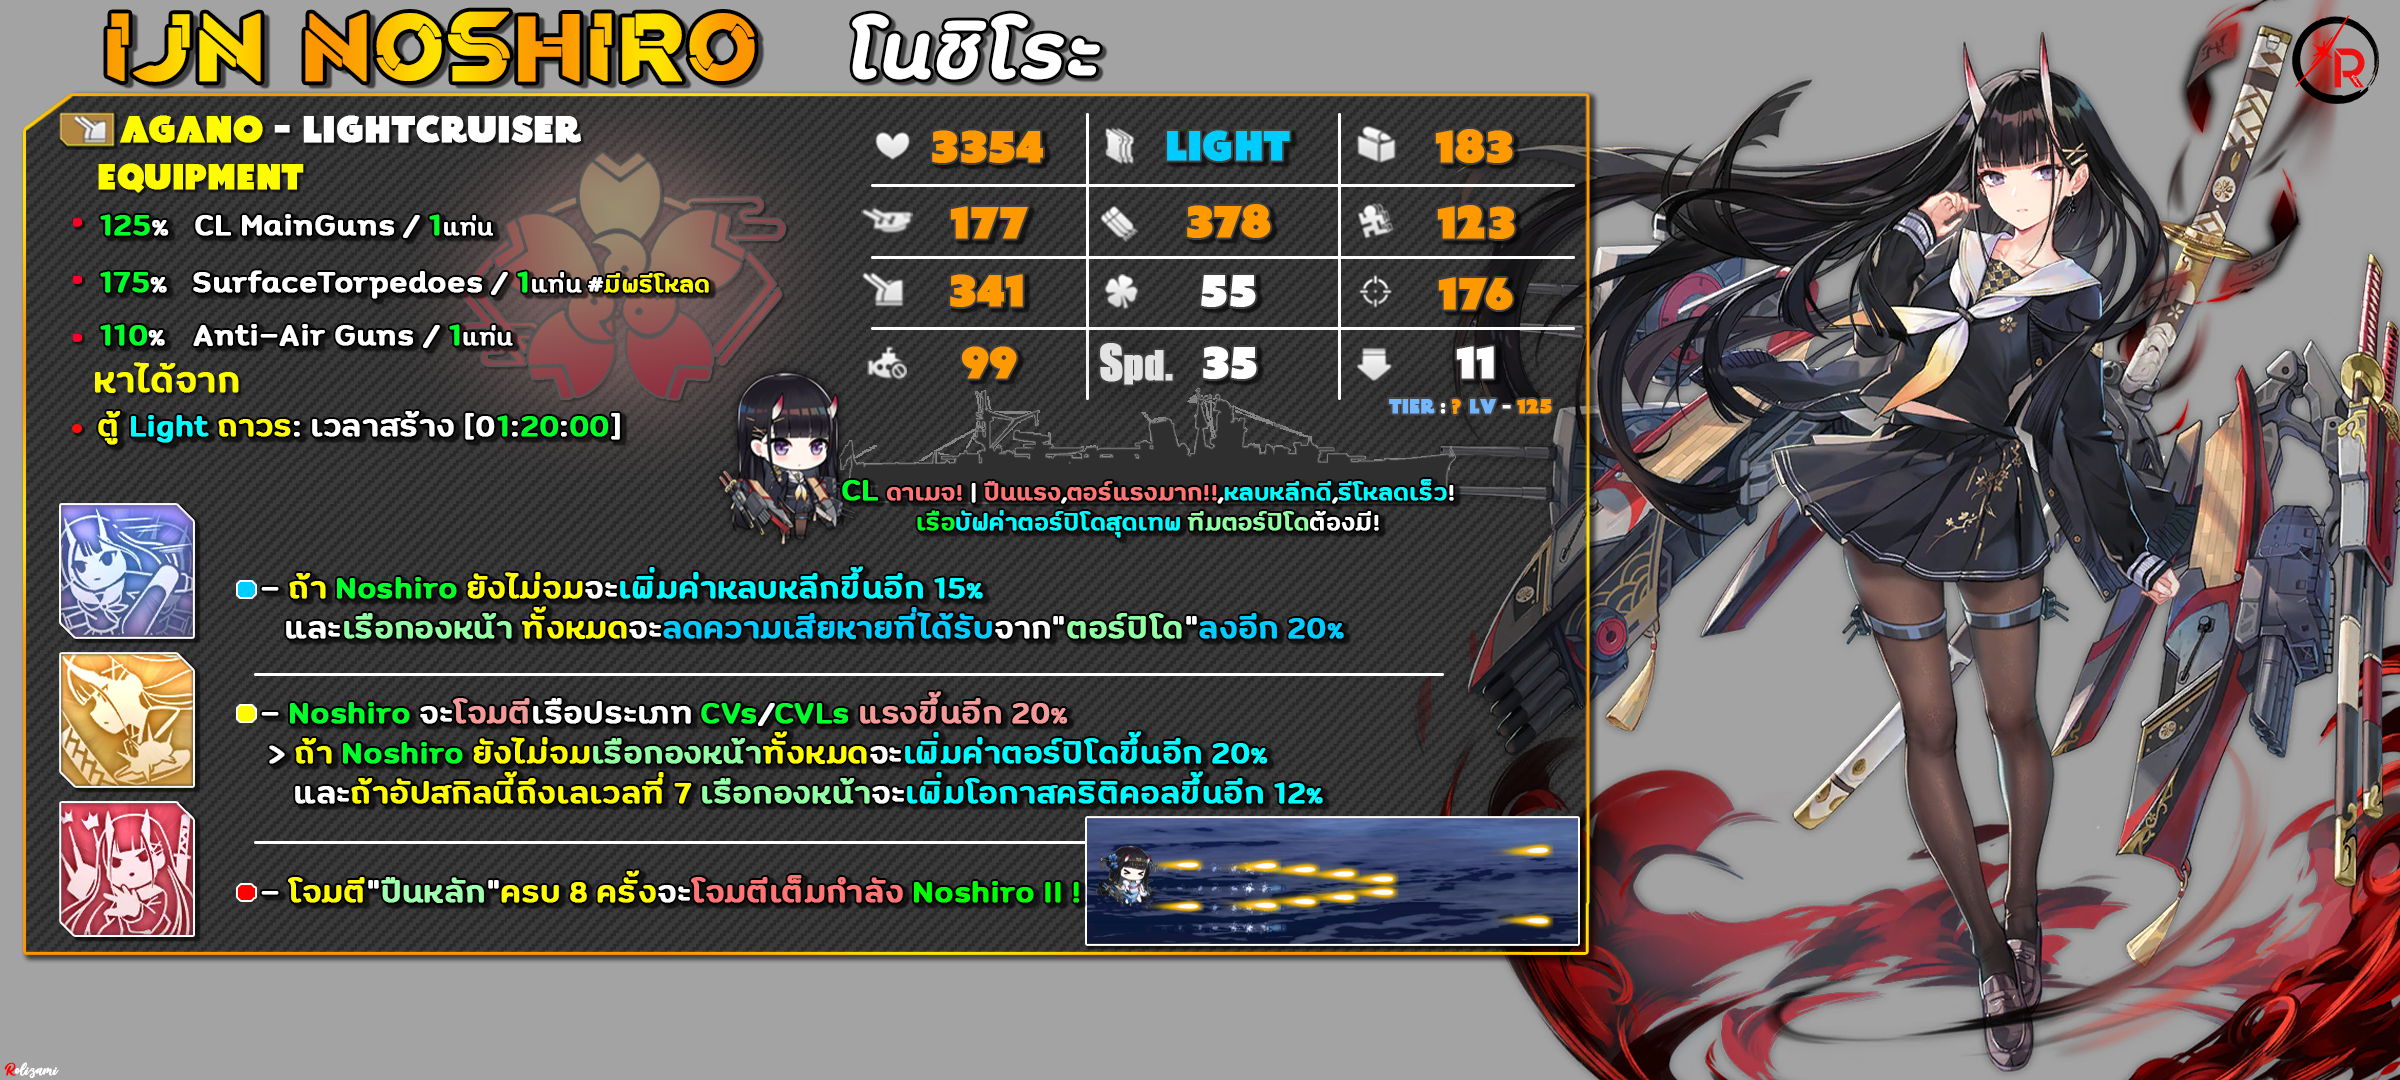 IJN NOSHIRO โนชิโระ
AGANO - LIGHTCRUISER
EQUIPMENT
125% CL MainGuns / 1แท่น
175% SurfaceTorpedoes / 1แท่น #มีพรีโหลด
110% Anti-Air Guns / 1แท่น
หาได้จาก
ตู้ Light ถาวร: เวลาสร้าง [01:20:00]
3354 LIGHT 183
177 378 123
341 55 176
99 Spd. 35 11
TIER : ? LV - 125
CL ดาเมจ! | ปืนแรง,ตอร์แรงมาก!!,หลบหลีกดี,รีโหลดเร็ว!
เรือบัฟค่าตอร์ปิโดสุดเทพ ทีมตอร์ปิโดต้องมี!
- ถ้า Noshiro ยังไม่จมจะเพิ่มค่าหลบหลีกขึ้นอีก 15%
และเรือกองหน้า ทั้งหมดจะลดความเสียหายที่ได้รับจาก"ตอร์ปิโด"ลงอีก 20%
- Noshiro จะโจมตีเรือประเภท CVs/CVLs แรงขึ้นอีก 20%
> ถ้า Noshiro ยังไม่จมเรือกองหน้าทั้งหมดจะเพิ่มค่าตอร์ปิโดขึ้นอีก 20%
และถ้าอัปสกิลนี้ถึงเลเวลที่ 7 เรือกองหน้าจะเพิ่มโอกาสคริติคอลขึ้นอีก 12%
- โจมตี"ปืนหลัก"ครบ 8 ครั้งจะโจมตีเต็มกำลัง Noshiro II !
R
Rolizami